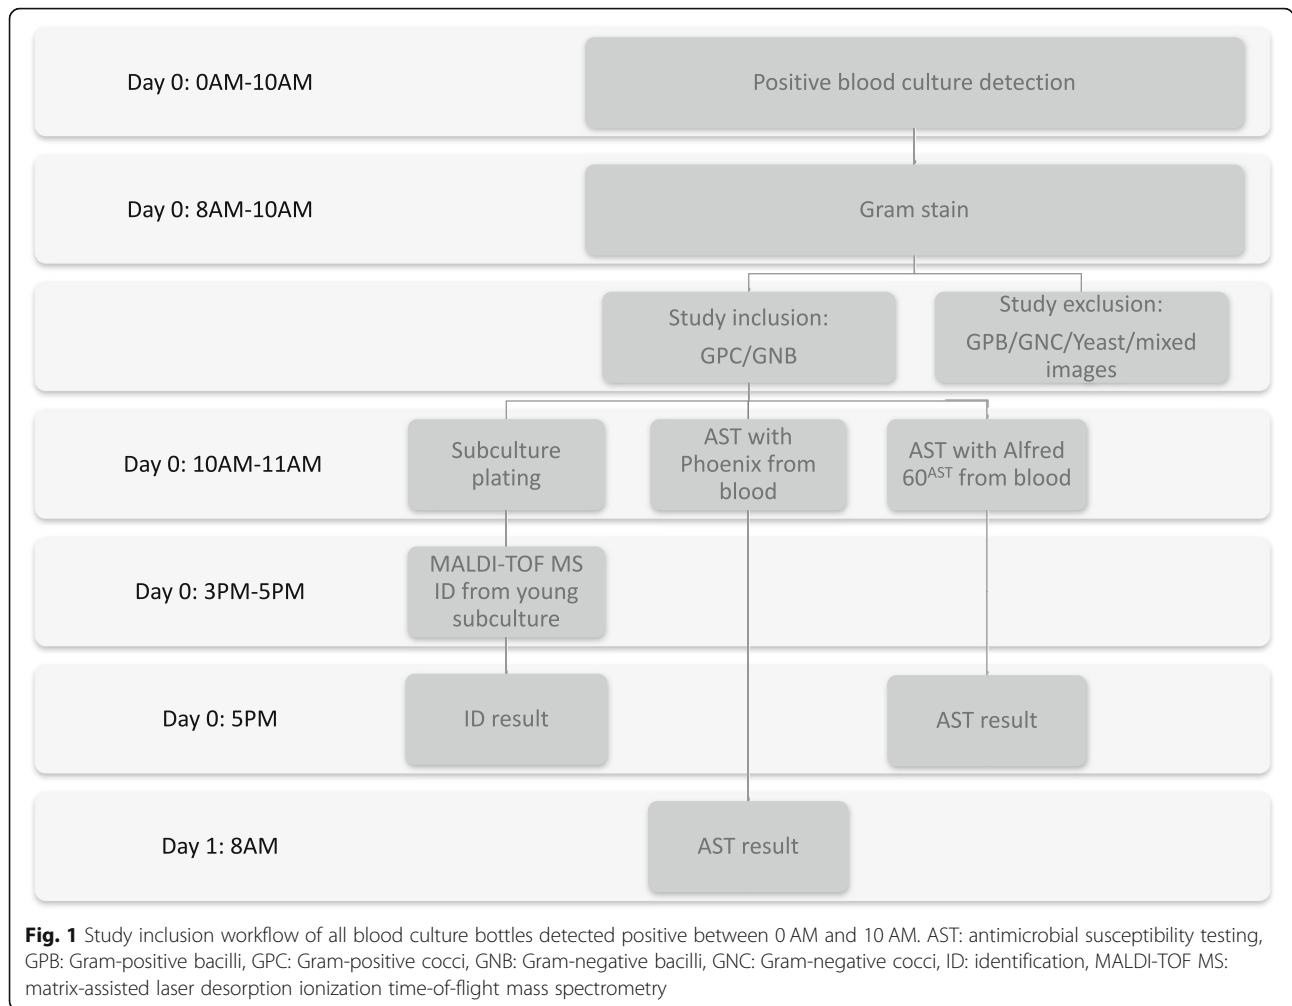 Day 0: 0AM-10AM
Positive blood culture detection
Day 0: 8AM-10AM
Gram stain
Study inclusion:
GPC/GNB
Study exclusion:
GPB/GNC/Yeast/mixed
images
Day 0: 10AM-11AM
Subculture
plating
AST with
Phoenix from
blood
AST with Alfred
60ᴬˢᵀ from blood
Day 0: 3PM-5PM
MALDI-TOF MS
ID from young
subculture
Day 0: 5PM
ID result
AST result
Day 1: 8AM
AST result
Fig. 1 Study inclusion workflow of all blood culture bottles detected positive between 0 AM and 10 AM. AST: antimicrobial susceptibility testing,
GPB: Gram-positive bacilli, GPC: Gram-positive cocci, GNB: Gram-negative bacilli, GNC: Gram-negative cocci, ID: identification, MALDI-TOF MS:
matrix-assisted laser desorption ionization time-of-flight mass spectrometry